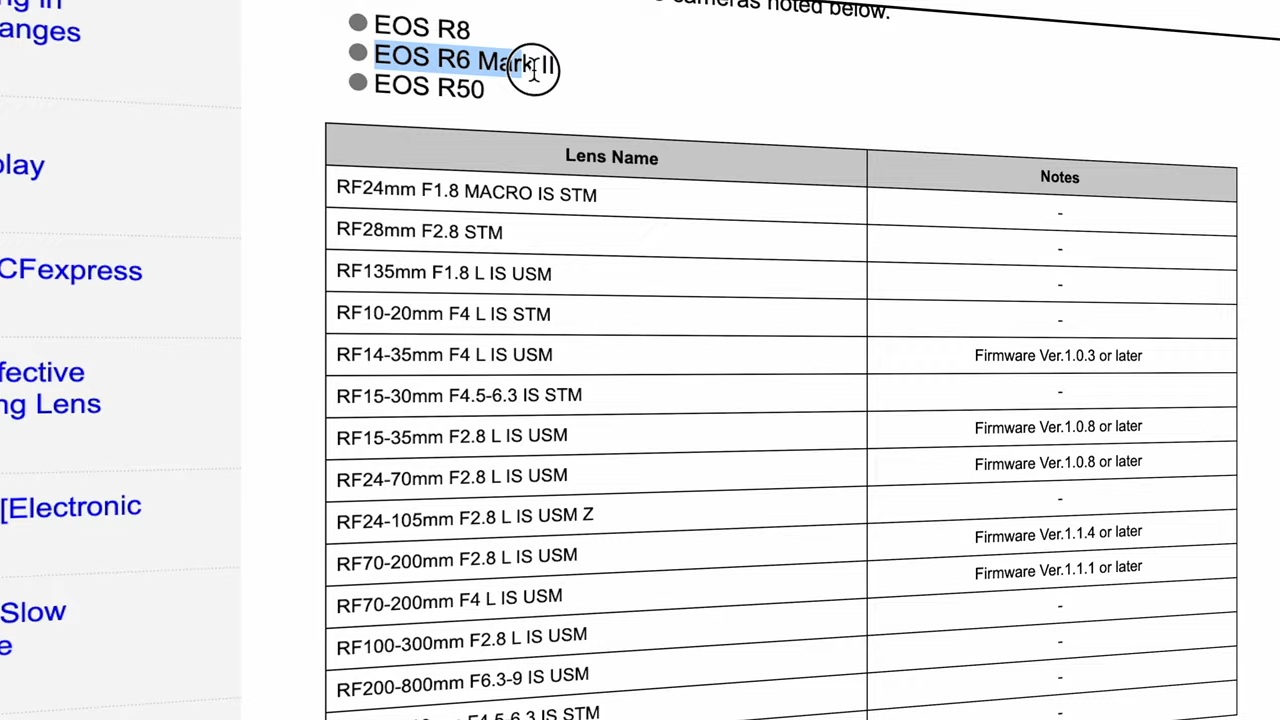 ng in
anges
play
CFexpress
fective
ng Lens
[Electronic
Slow
e
cameras noted below.
EOS R8
EOS R6 Mark II
EOS R50
Lens Name Notes
RF24mm F1.8 MACRO IS STM -
RF28mm F2.8 STM -
RF135mm F1.8 L IS USM -
RF10-20mm F4 L IS STM -
RF14-35mm F4 L IS USM Firmware Ver.1.0.3 or later
RF15-30mm F4.5-6.3 IS STM -
RF15-35mm F2.8 L IS USM Firmware Ver.1.0.8 or later
RF24-70mm F2.8 L IS USM Firmware Ver.1.0.8 or later
RF24-105mm F2.8 L IS USM Z -
RF70-200mm F2.8 L IS USM Firmware Ver.1.1.4 or later
RF70-200mm F4 L IS USM Firmware Ver.1.1.1 or later
RF100-300mm F2.8 L IS USM -
RF200-800mm F6.3-9 IS USM -
F4.5-6.3 IS STM -